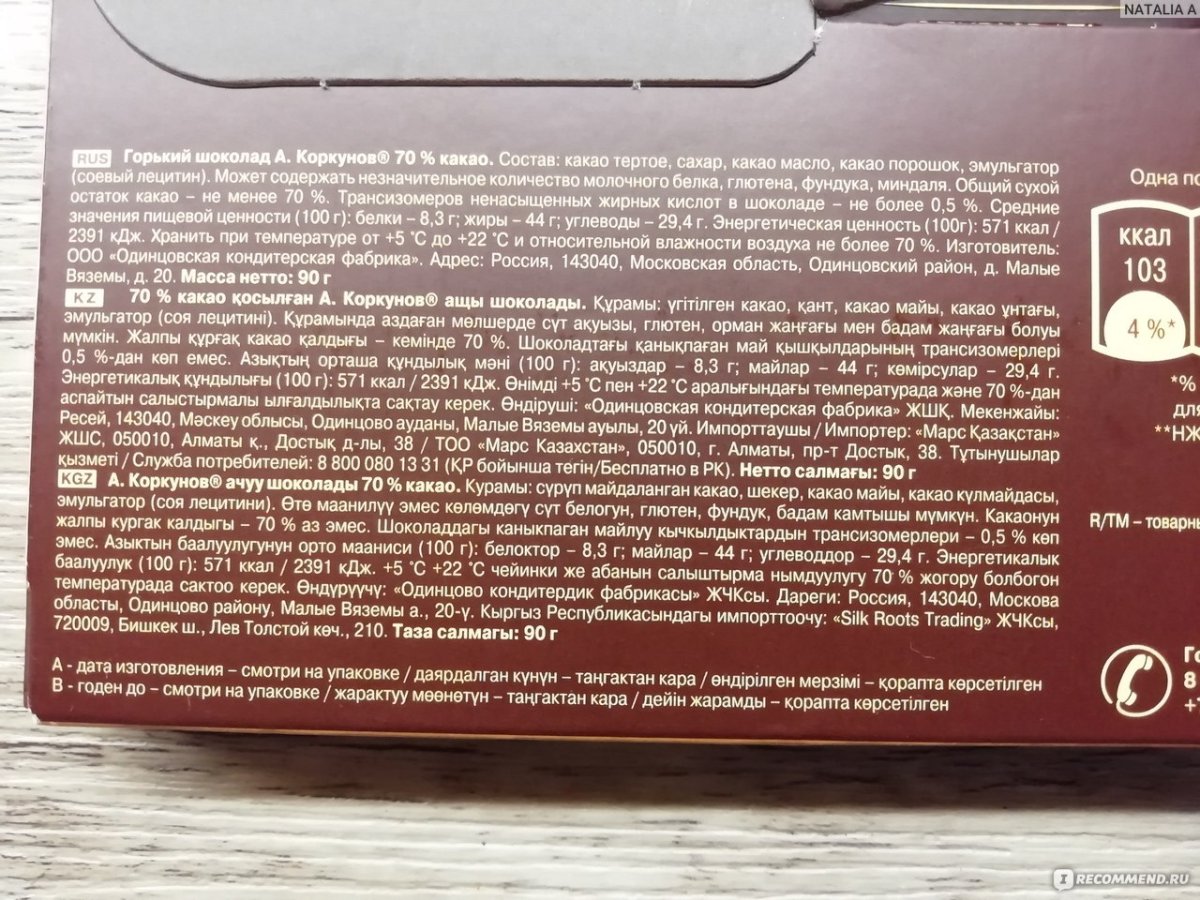 NATALIA A
RUS Горький шоколад А. Коркунов® 70 % какао. Состав: какао тертое, сахар, какао масло, какао порошок, эмульгатор
(соевый лецитин). Может содержать незначительное количество молочного белка, глютена, фундука, миндаля. Общий сухой
остаток какао – не менее 70 %. Трансизомеров ненасыщенных жирных кислот в шоколаде – не более 0,5 %. Средние
значения пищевой ценности (100 г): белки – 8,3 г; жиры – 44 г; углеводы – 29,4 г. Энергетическая ценность (100г): 571 ккал /
2391 кДж. Хранить при температуре от +5 °С до +22 °С и относительной влажности воздуха не более 70 %. Изготовитель:
ООО «Одинцовская кондитерская фабрика». Адрес: Россия, 143040, Московская область, Одинцовский район, д. Малые
Вяземы, д. 20. Масса нетто: 90 г
KZ 70 % какао қосылған А. Коркунов® ащы шоколады. Құрамы: үгітілген какао, қант, какао майы, какао ұнтағы,
эмульгатор (соя лецитині). Құрамында аздаған мөлшерде сүт ақуызы, глютен, орман жаңғағы мен бадам жаңғағы болуы
мүмкін. Жалпы құрғақ какао қалдығы – кемінде 70 %. Шоколадтағы қанықпаған май қышқылдарының трансизомерлері
0,5 %-дан көп емес. Азықтың орташа құндылық мәні (100 г): ақуыздар – 8,3 г; майлар – 44 г; көмірсулар – 29,4 г.
Энергетикалық құндылығы (100 г): 571 ккал / 2391 кДж. Өнімді +5 °С пен +22 °С аралығындағы температурада және 70 %-дан
аспайтын салыстырмалы ылғалдылықта сақтау керек. Өндіруші: «Одинцовская кондитерская фабрика» ЖШҚ. Мекенжайы:
Ресей, 143040, Мәскеу облысы, Одинцово ауданы, Малые Вяземы ауылы, 20 үй. Импорттаушы / Импортер: «Марс Қазақстан»
ЖШС, 050010, Алматы қ., Достық д-лы, 38 / ТОО «Марс Казахстан», 050010, г. Алматы, пр-т Достык, 38. Тұтынушылар
қызметі / Служба потребителей: 8 800 080 13 31 (ҚР бойынша тегін/Бесплатно в РК). Нетто салмағы: 90 г
KGZ А. Коркунов® ачуу шоколады 70 % какао. Курамы: сүрүп майдаланган какао, шекер, какао майы, какао күлмайдасы,
эмульгатор (соя лецитини). Өтө маанилүү эмес көлөмдөгү сүт белогун, глютен, фундук, бадам камтышы мүмкүн. Какаонун
жалпы кургак калдыгы – 70 % аз эмес. Шоколаддагы каныкпаган майлуу кычкылдыктардын трансизомерлери – 0,5 % көп
эмес. Азыктын баалуулугунун орто мааниси (100 г): белоктор – 8,3 г; майлар – 44 г; углеводдор – 29,4 г. Энергетикалык
баалуулук (100 г): 571 ккал / 2391 кДж. +5 °С +22 °С чейинки же абанын салыштырма нымдуулугу 70 % жогору болбогон
температурада сактоо керек. Өндүрүүчү: «Одинцово кондитердик фабрикасы» ЖЧКсы. Дареги: Россия, 143040, Москова
областы, Одинцово району, Малые Вяземы а., 20-ү. Кыргыз Республикасындагы импорттоочу: «Silk Roots Trading» ЖЧКсы,
720009, Бишкек ш., Лев Толстой көч., 210. Таза салмагы: 90 г
А - дата изготовления – смотри на упаковке / даярдалган күнүн – таңгактан кара / өндірілген мерзімі – қорапта көрсетілген
В - годен до – смотри на упаковке / жарактуу мөөнөтүн – таңгактан кара / дейін жарамды – қорапта көрсетілген
Одна по
ккал
103
4 %*
*%
дл
**НЖ
R/TM – товарн
Го
8
+
IRECOMMEND.RU